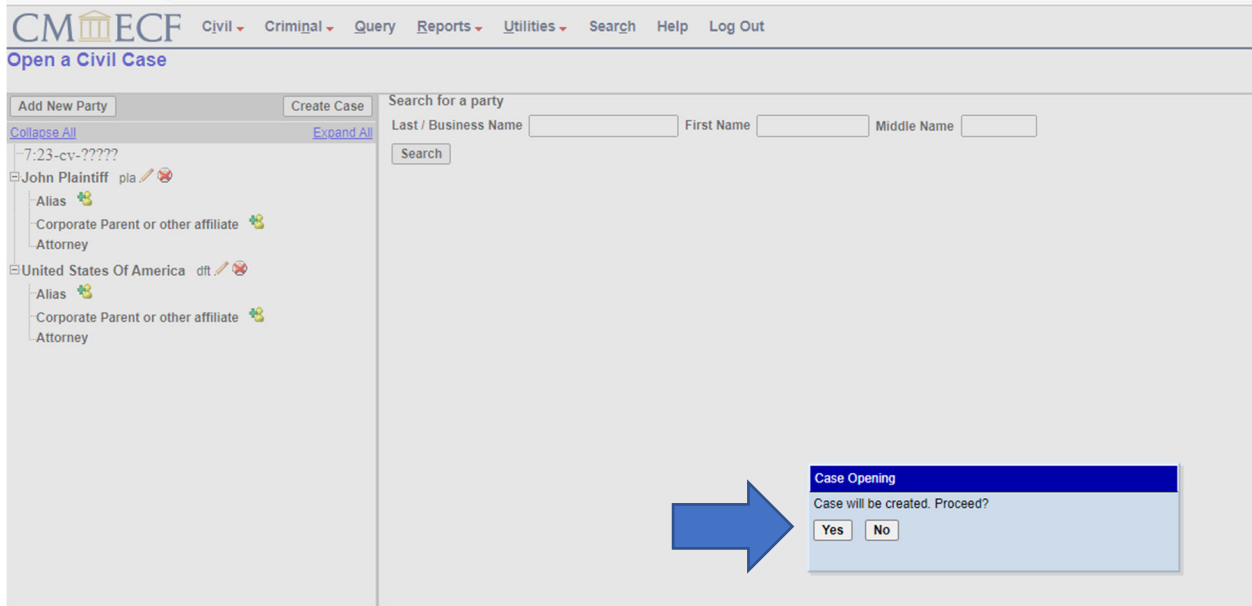 CM ECF Civil Criminal Query Reports Utilities Search Help Log Out
Open a Civil Case
Add New Party Create Case
Collapse All Expand All
7:23-cv-?????
John Plaintiff pla
Alias
Corporate Parent or other affiliate
Attorney
United States Of America dft
Alias
Corporate Parent or other affiliate
Attorney
Search for a party
Last / Business Name First Name Middle Name
Search
Case Opening
Case will be created. Proceed?
Yes No